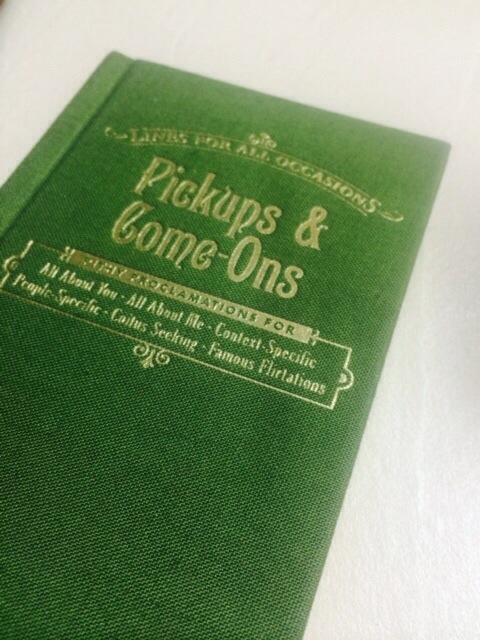 LINES FOR ALL OCCASIONS
Pickups &
Come-Ons
PITHY PROCLAMATIONS FOR
All About You - All About Me - Context-Specific
People-Specific - Coitus Seeking - Famous Flirtations